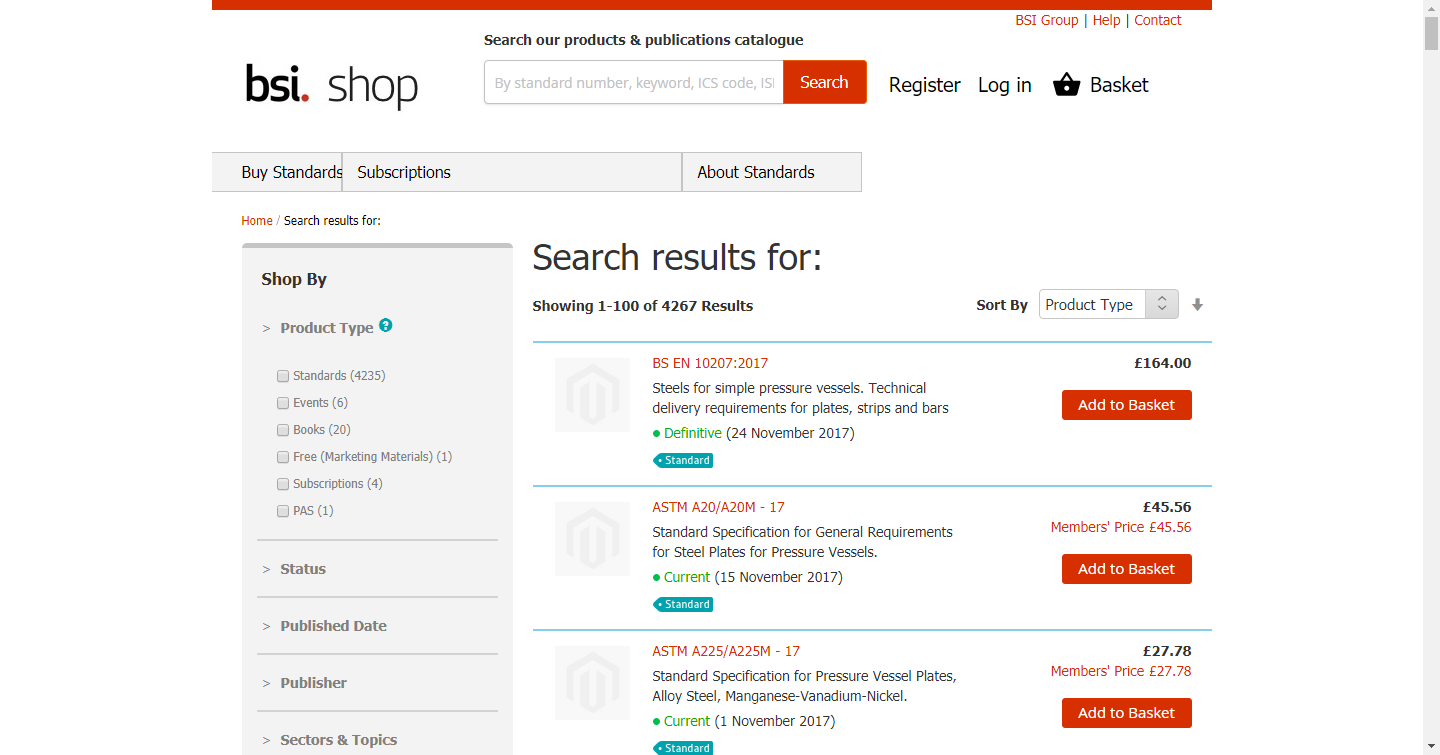 BSI Group | Help | Contact
Search our products & publications catalogue
bsi. shop
By standard number, keyword, ICS code, ISI
Search
Register
Log in
Basket
Buy Standards
Subscriptions
About Standards
Home / Search results for:
Shop By
> Product Type ?
Standards (4235)
Events (6)
Books (20)
Free (Marketing Materials) (1)
Subscriptions (4)
PAS (1)
> Status
> Published Date
> Publisher
> Sectors & Topics
Search results for:
Showing 1-100 of 4267 Results
Sort By
Product Type
BS EN 10207:2017
£164.00
Steels for simple pressure vessels. Technical
delivery requirements for plates, strips and bars
Add to Basket
Definitive (24 November 2017)
Standard
ASTM A20/A20M - 17
£45.56
Members' Price £45.56
Standard Specification for General Requirements
for Steel Plates for Pressure Vessels.
Add to Basket
Current (15 November 2017)
Standard
ASTM A225/A225M - 17
£27.78
Members' Price £27.78
Standard Specification for Pressure Vessel Plates,
Alloy Steel, Manganese-Vanadium-Nickel.
Add to Basket
Current (1 November 2017)
Standard